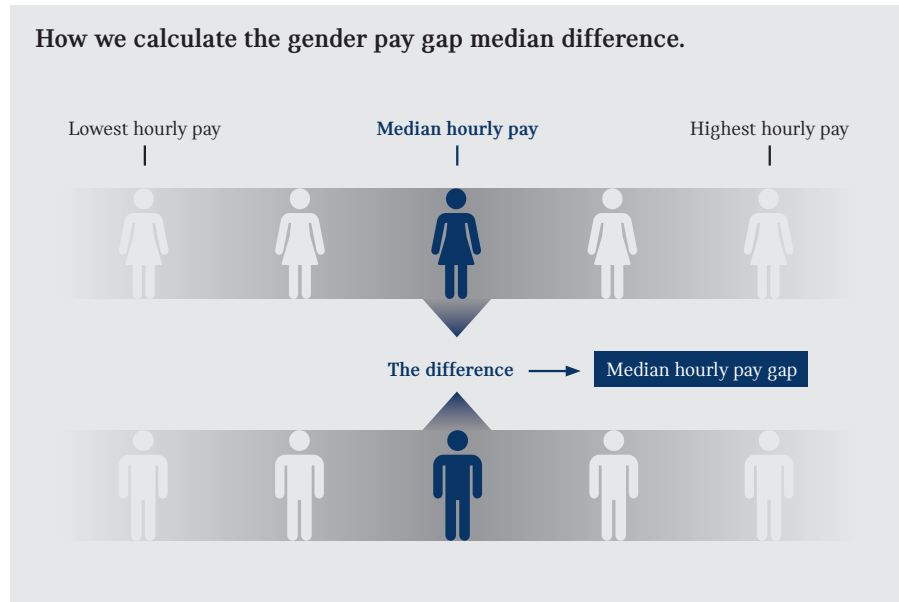 How we calculate the gender pay gap median difference.
Lowest hourly pay
Median hourly pay
Highest hourly pay
The difference
Median hourly pay gap